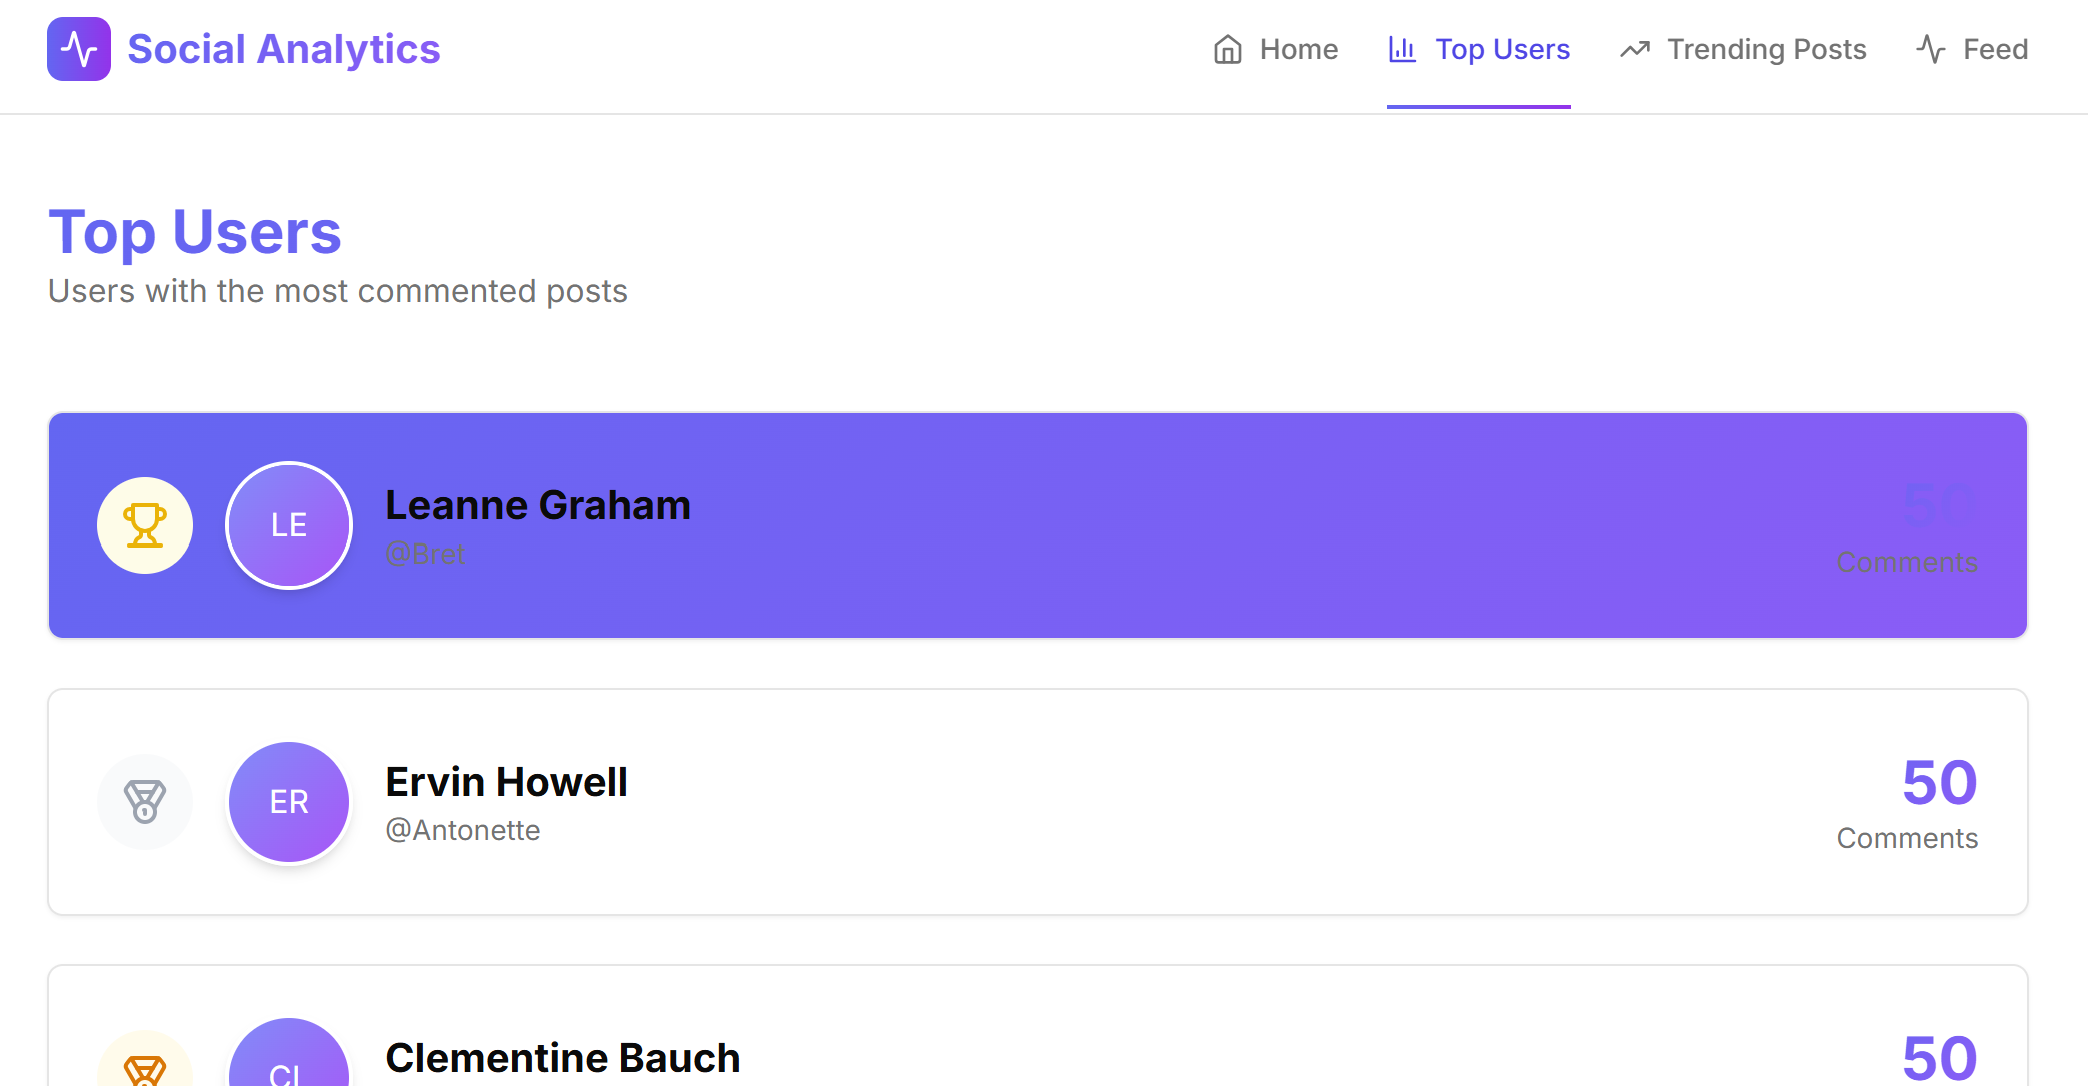 Social Analytics
Home
Top Users
Trending Posts
Feed
Top Users
Users with the most commented posts
LE
Leanne Graham
@Bret
50
Comments
ER
Ervin Howell
@Antonette
50
Comments
CL
Clementine Bauch
50